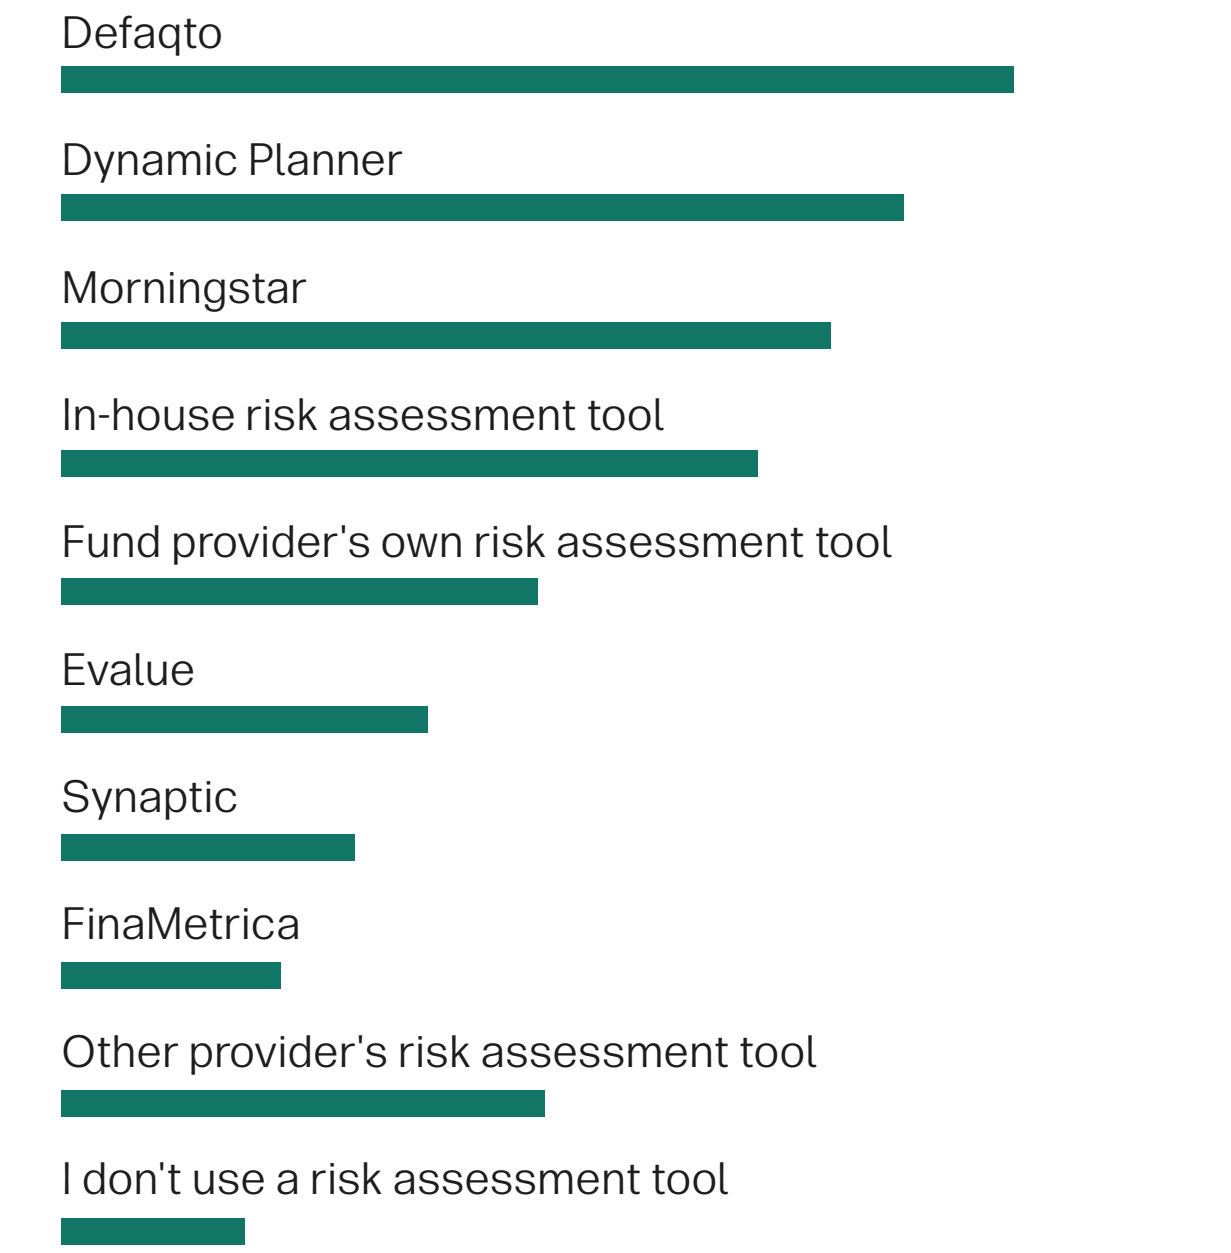 Defaqto
Dynamic Planner
Morningstar
In-house risk assessment tool
Fund provider's own risk assessment tool
Evalue
Synaptic
FinaMetrica
Other provider's risk assessment tool
I don't use a risk assessment tool